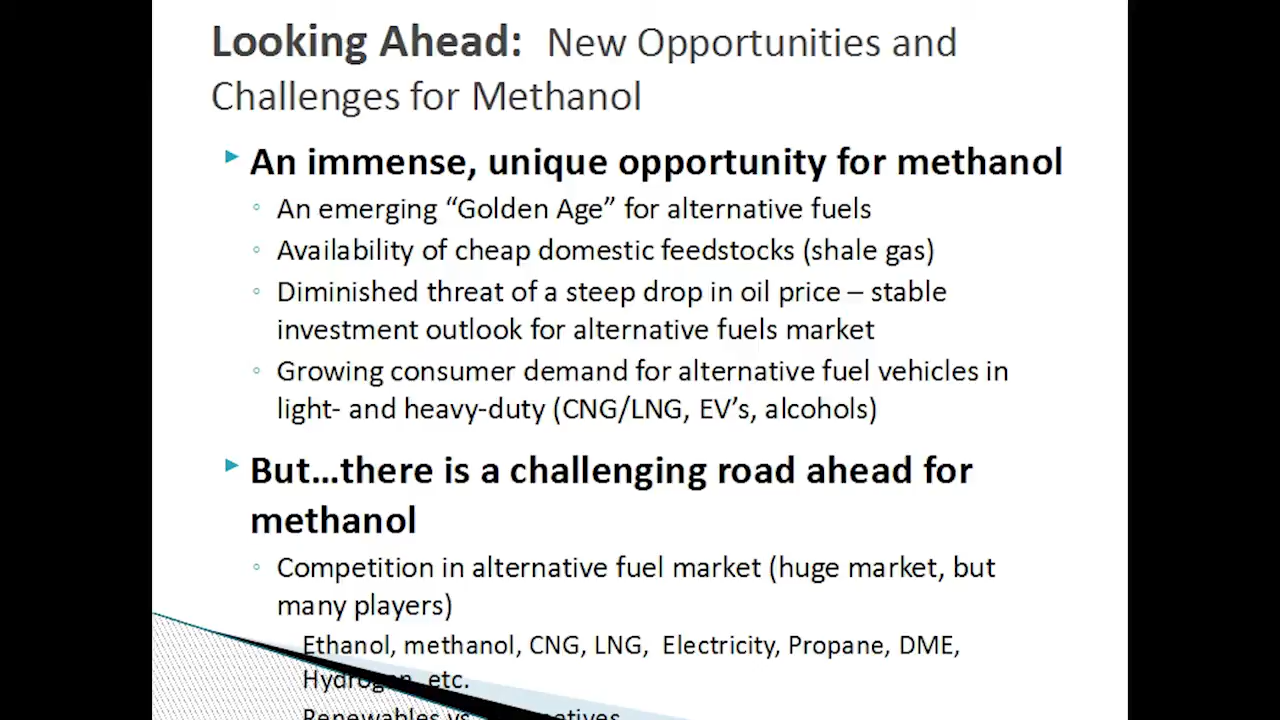 Looking Ahead: New Opportunities and
Challenges for Methanol
An immense, unique opportunity for methanol
An emerging “Golden Age” for alternative fuels
Availability of cheap domestic feedstocks (shale gas)
Diminished threat of a steep drop in oil price – stable
investment outlook for alternative fuels market
Growing consumer demand for alternative fuel vehicles in
light- and heavy-duty (CNG/LNG, EV’s, alcohols)
But…there is a challenging road ahead for
methanol
Competition in alternative fuel market (huge market, but
many players)
Ethanol, methanol, CNG, LNG, Electricity, Propane, DME,
Hydrogen, etc.
Renewables vs.